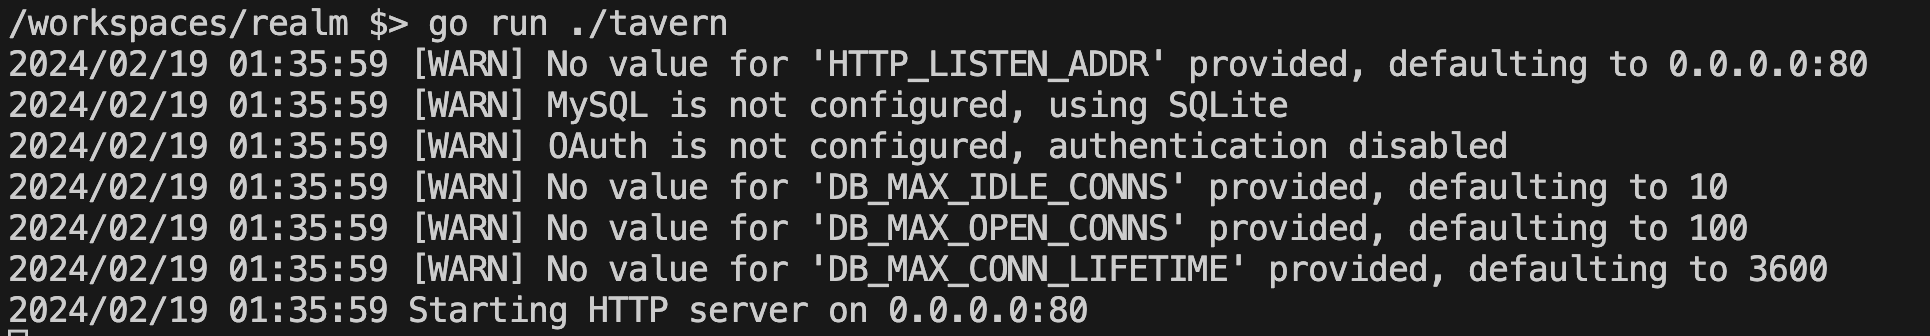 /workspaces/realm $> go run ./tavern
2024/02/19 01:35:59 [WARN] No value for 'HTTP_LISTEN_ADDR' provided, defaulting to 0.0.0.0:80
2024/02/19 01:35:59 [WARN] MySQL is not configured, using SQLite
2024/02/19 01:35:59 [WARN] OAuth is not configured, authentication disabled
2024/02/19 01:35:59 [WARN] No value for 'DB_MAX_IDLE_CONNS' provided, defaulting to 10
2024/02/19 01:35:59 [WARN] No value for 'DB_MAX_OPEN_CONNS' provided, defaulting to 100
2024/02/19 01:35:59 [WARN] No value for 'DB_MAX_CONN_LIFETIME' provided, defaulting to 3600
2024/02/19 01:35:59 Starting HTTP server on 0.0.0.0:80